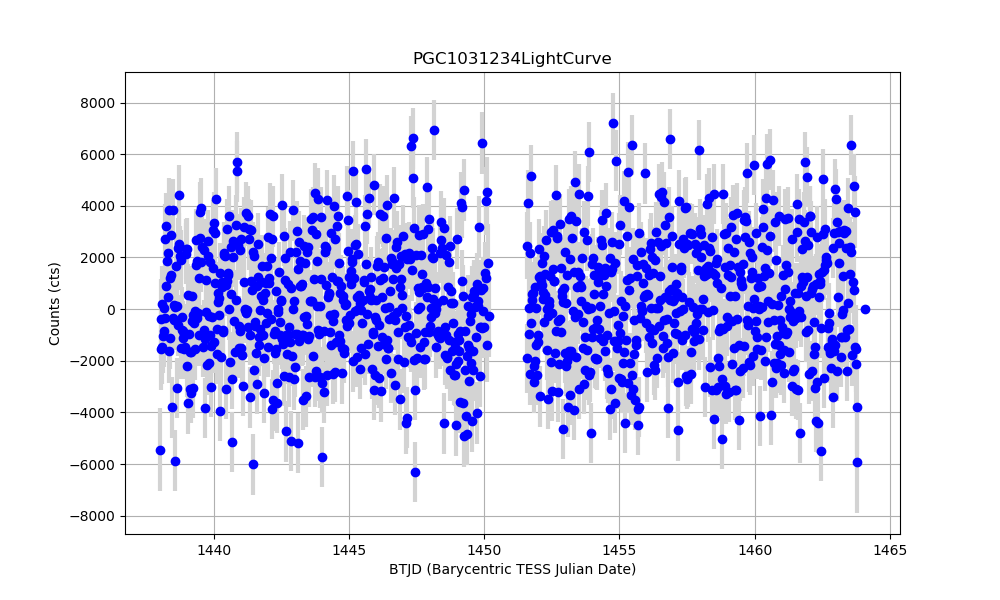 PGC1031234LightCurve
8000
6000
4000
2000
0
−2000
−4000
−6000
−8000
Counts (cts)
1440 1445 1450 1455 1460 1465
BTJD (Barycentric TESS Julian Date)